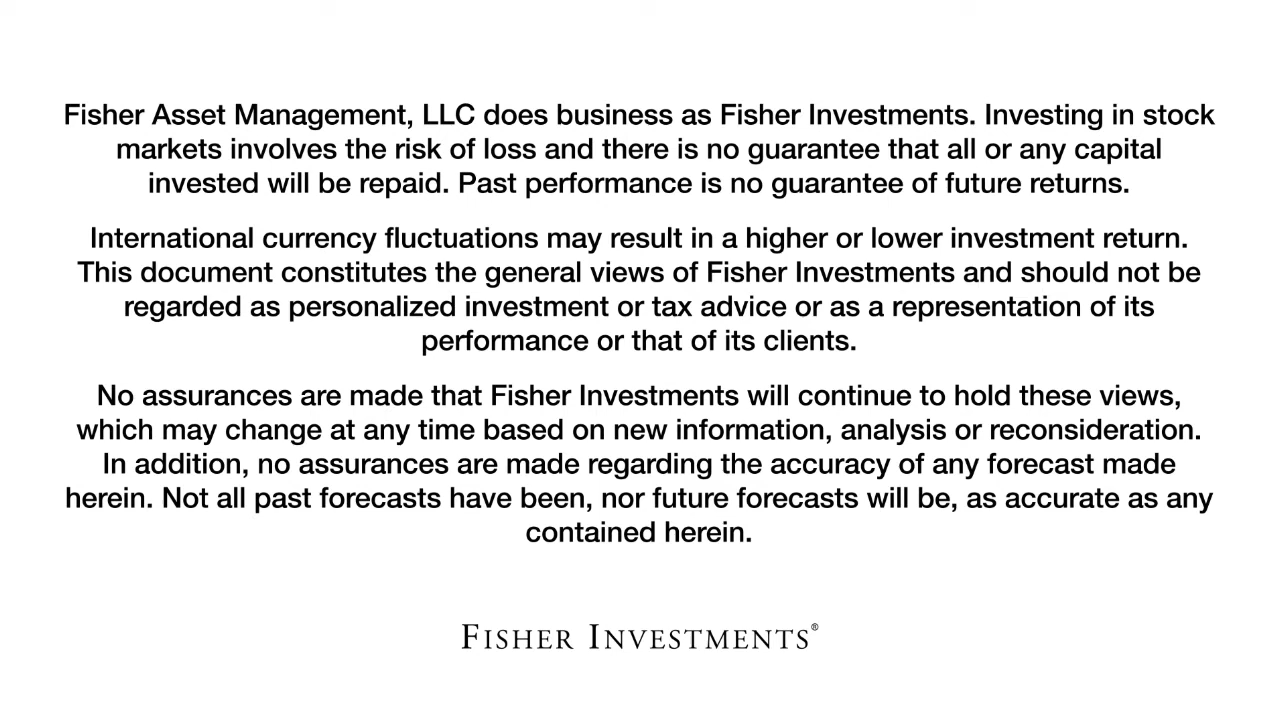 Fisher Asset Management, LLC does business as Fisher Investments. Investing in stock
markets involves the risk of loss and there is no guarantee that all or any capital
invested will be repaid. Past performance is no guarantee of future returns.
International currency fluctuations may result in a higher or lower investment return.
This document constitutes the general views of Fisher Investments and should not be
regarded as personalized investment or tax advice or as a representation of its
performance or that of its clients.
No assurances are made that Fisher Investments will continue to hold these views,
which may change at any time based on new information, analysis or reconsideration.
In addition, no assurances are made regarding the accuracy of any forecast made
herein. Not all past forecasts have been, nor future forecasts will be, as accurate as any
contained herein.
FISHER INVESTMENTS®